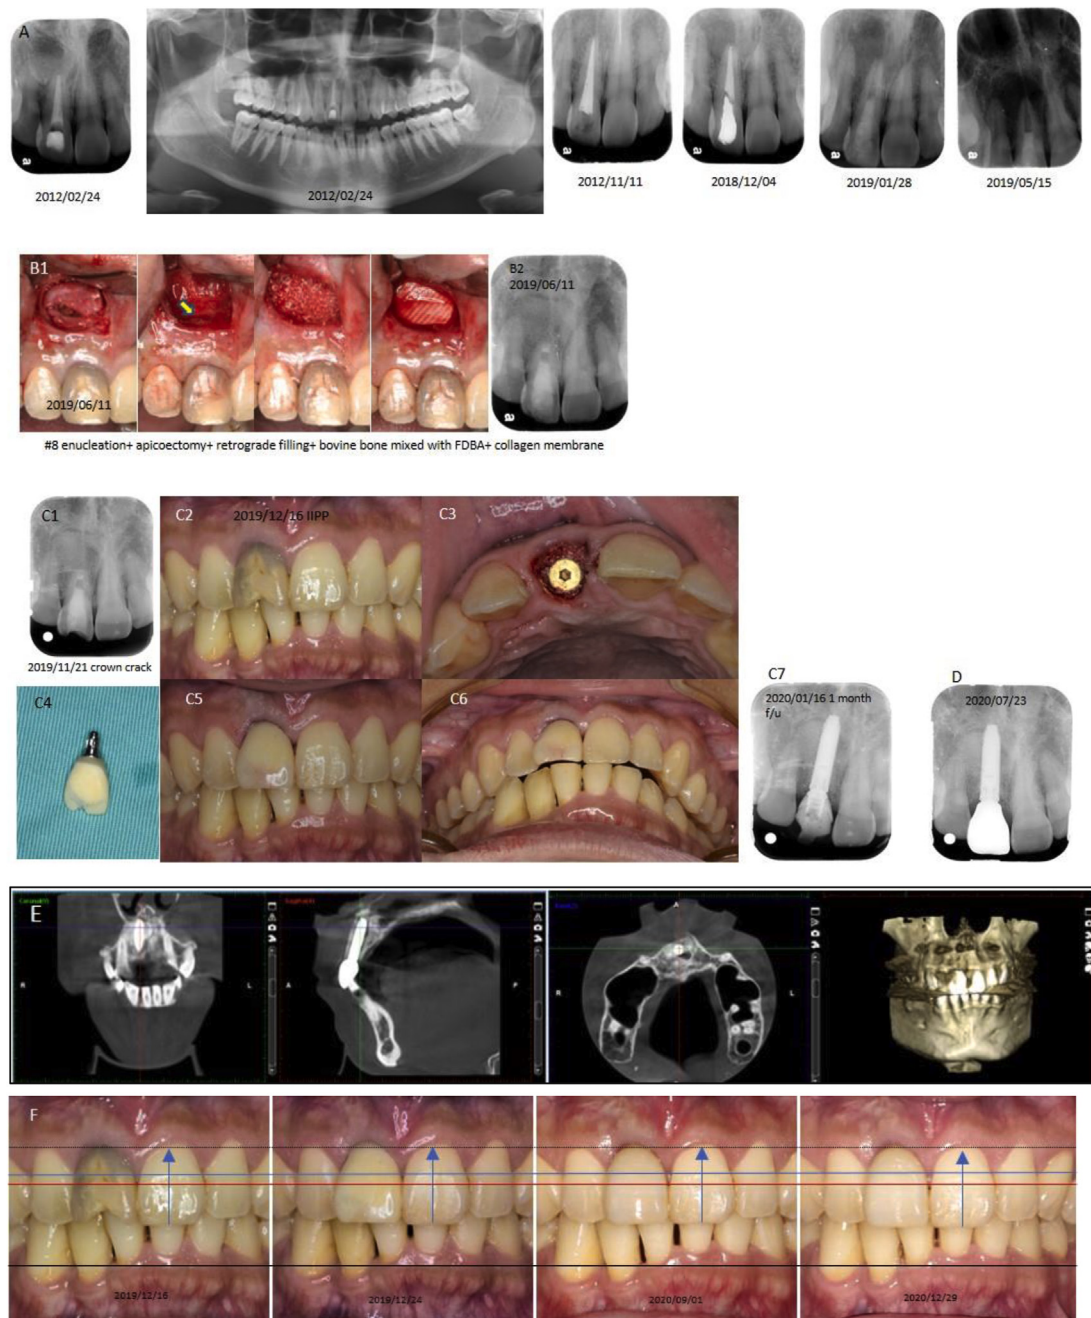 A
a
2012/02/24
2012/02/24
a
2012/11/11
a
2018/12/04
a
2019/01/28
a
2019/05/15
B1
2019/06/11
B2
2019/06/11
a
#8 enucleation+ apicoectomy+ retrograde filling+ bovine bone mixed with FDBA+ collagen membrane
C1
2019/11/21 crown crack
C2
2019/12/16 IIPP
C3
C4
C5
C6
C7
2020/01/16 1 month
f/u
D
2020/07/23
E
R
L
A
P
A
R
L
F
2019/12/16
2019/12/24
2020/09/01
2020/12/29